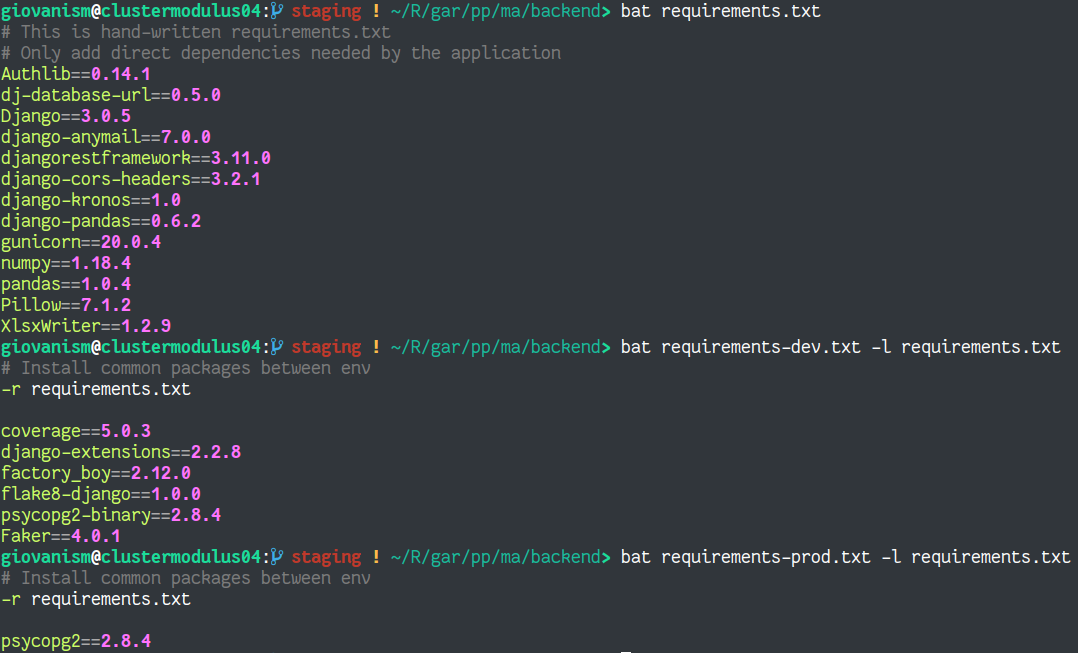 giovanism@clustermodulus04: staging ! ~/R/gar/pp/ma/backend> bat requirements.txt
# This is hand-written requirements.txt
# Only add direct dependencies needed by the application
Authlib==0.14.1
dj-database-url==0.5.0
Django==3.0.5
django-anymail==7.0.0
djangorestframework==3.11.0
django-cors-headers==3.2.1
django-kronos==1.0
django-pandas==0.6.2
gunicorn==20.0.4
numpy==1.18.4
pandas==1.0.4
Pillow==7.1.2
XlsxWriter==1.2.9
giovanism@clustermodulus04: staging ! ~/R/gar/pp/ma/backend> bat requirements-dev.txt -l requirements.txt
# Install common packages between env
-r requirements.txt
coverage==5.0.3
django-extensions==2.2.8
factory_boy==2.12.0
flake8-django==1.0.0
psycopg2-binary==2.8.4
Faker==4.0.1
giovanism@clustermodulus04: staging ! ~/R/gar/pp/ma/backend> bat requirements-prod.txt -l requirements.txt
# Install common packages between env
-r requirements.txt
psycopg2==2.8.4